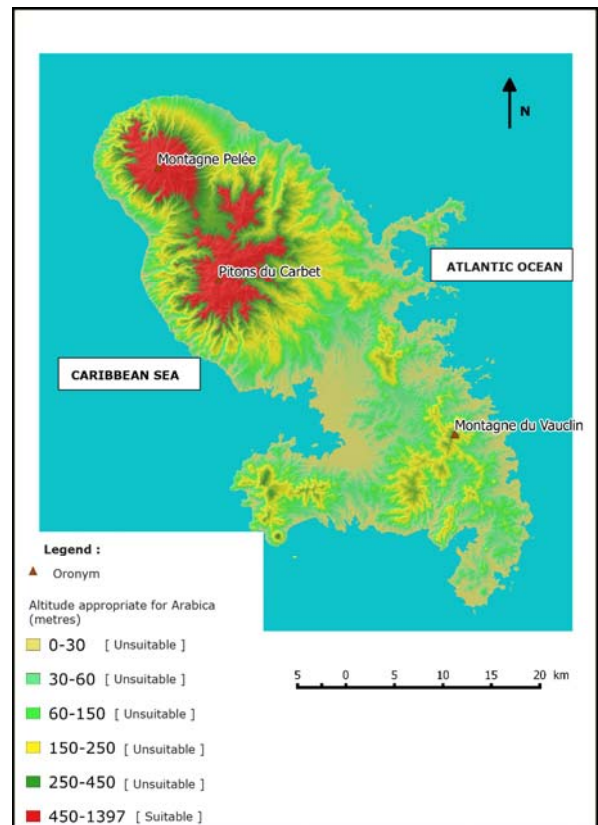 N
Montagne Pelée
Pitons du Carbet
ATLANTIC OCEAN
CARIBBEAN SEA
Montagne du Vauclin
Legend :
Oronym
Altitude appropriate for Arabica
(metres)
0-30 [ Unsuitable ]
30-60 [ Unsuitable ]
60-150 [ Unsuitable ]
150-250 [ Unsuitable ]
250-450 [ Unsuitable ]
450-1397 [ Suitable ]
5 0 5 10 15 20 km